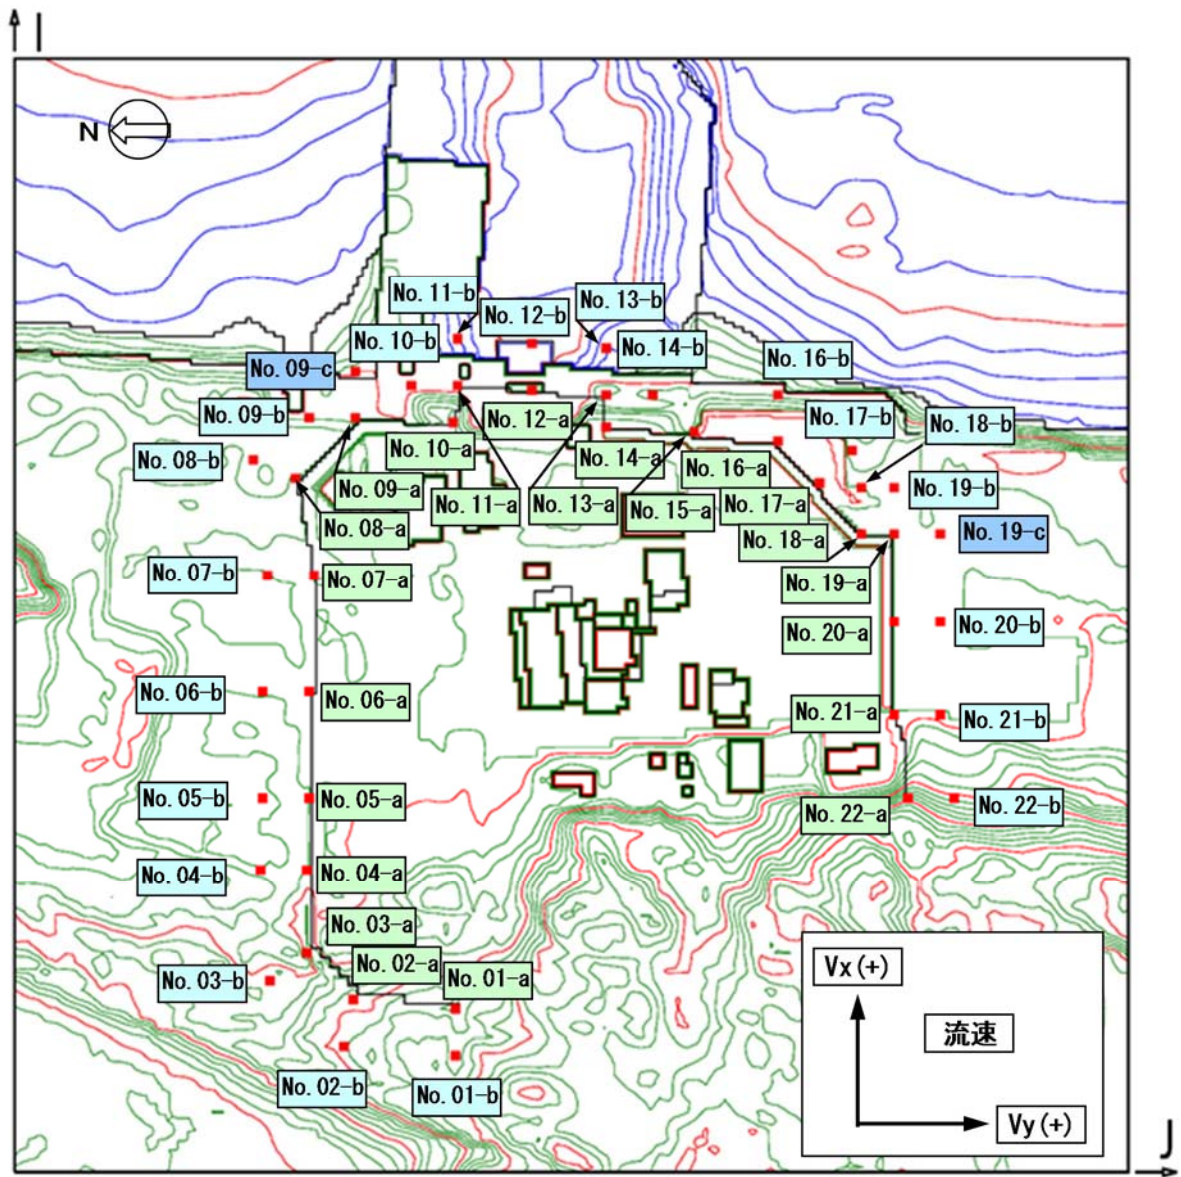 I
N
No. 11-b
No. 13-b
No. 12-b
No. 10-b
No. 14-b
No. 16-b
No. 09-c
No. 09-b
No. 12-a
No. 17-b
No. 18-b
No. 10-a
No. 08-b
No. 14-a
No. 16-a
No. 09-a
No. 19-b
No. 11-a
No. 13-a
No. 15-a
No. 17-a
No. 08-a
No. 18-a
No. 19-c
No. 07-b
No. 07-a
No. 19-a
No. 20-a
No. 20-b
No. 06-b
No. 06-a
No. 21-a
No. 21-b
No. 05-b
No. 05-a
No. 22-a
No. 22-b
No. 04-b
No. 04-a
No. 03-a
No. 02-a
No. 03-b
No. 01-a
Vx(+)
流速
No. 02-b
No. 01-b
Vy(+)
J